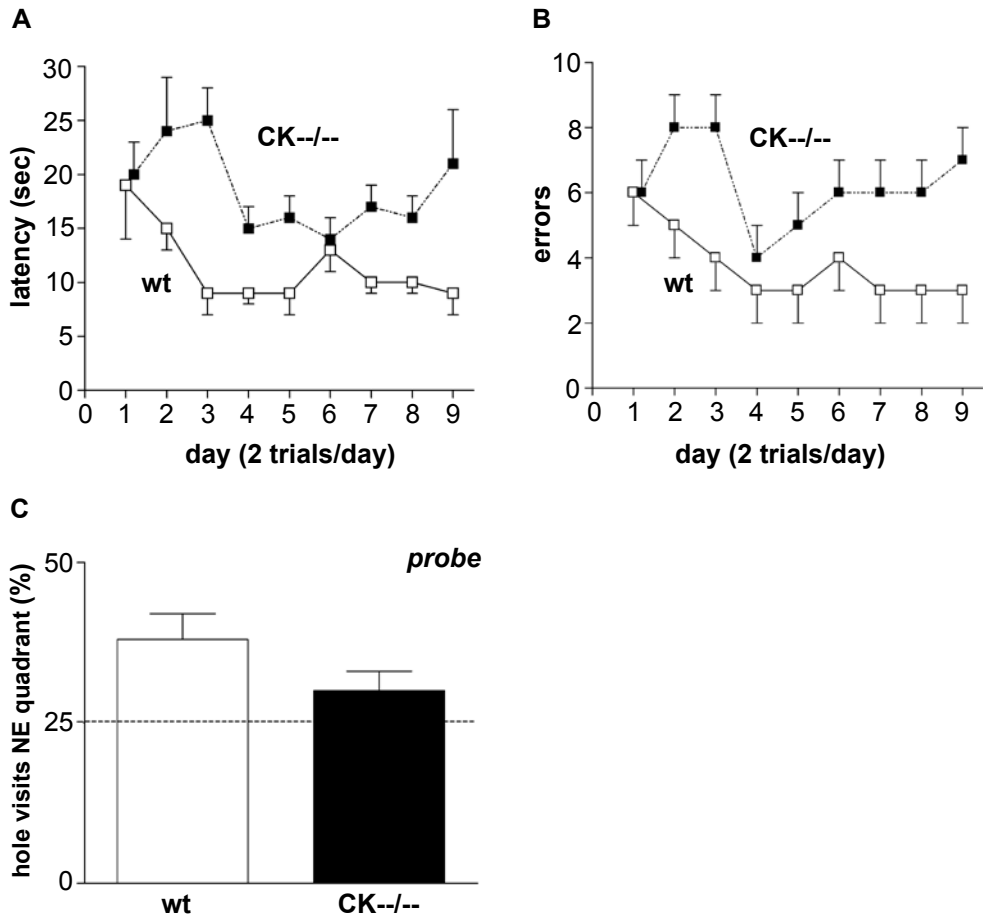 A
latency (sec)
30
25
20
15
10
5
0
CK--/--
wt
0 1 2 3 4 5 6 7 8 9
day (2 trials/day)
B
errors
10
8
6
4
2
0
CK--/--
wt
0 1 2 3 4 5 6 7 8 9
day (2 trials/day)
C
hole visits NE quadrant (%)
50
25
0
probe
wt CK--/--